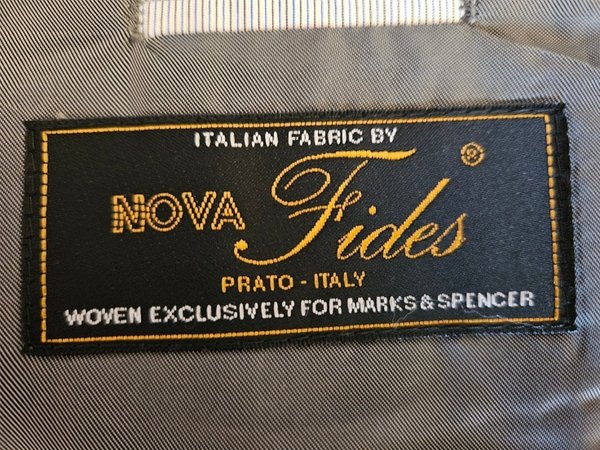 ITALIAN FABRIC BY
NOVA Fides ®
PRATO - ITALY
WOVEN EXCLUSIVELY FOR MARKS & SPENCER